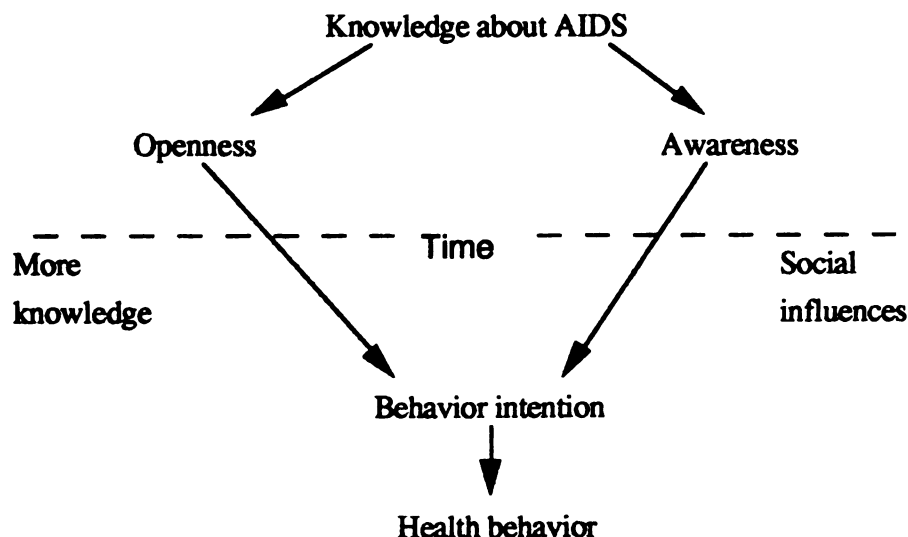 Knowledge about AIDS
Openness
Awareness
Time
More
knowledge
Social
influences
Behavior intention
Health behavior